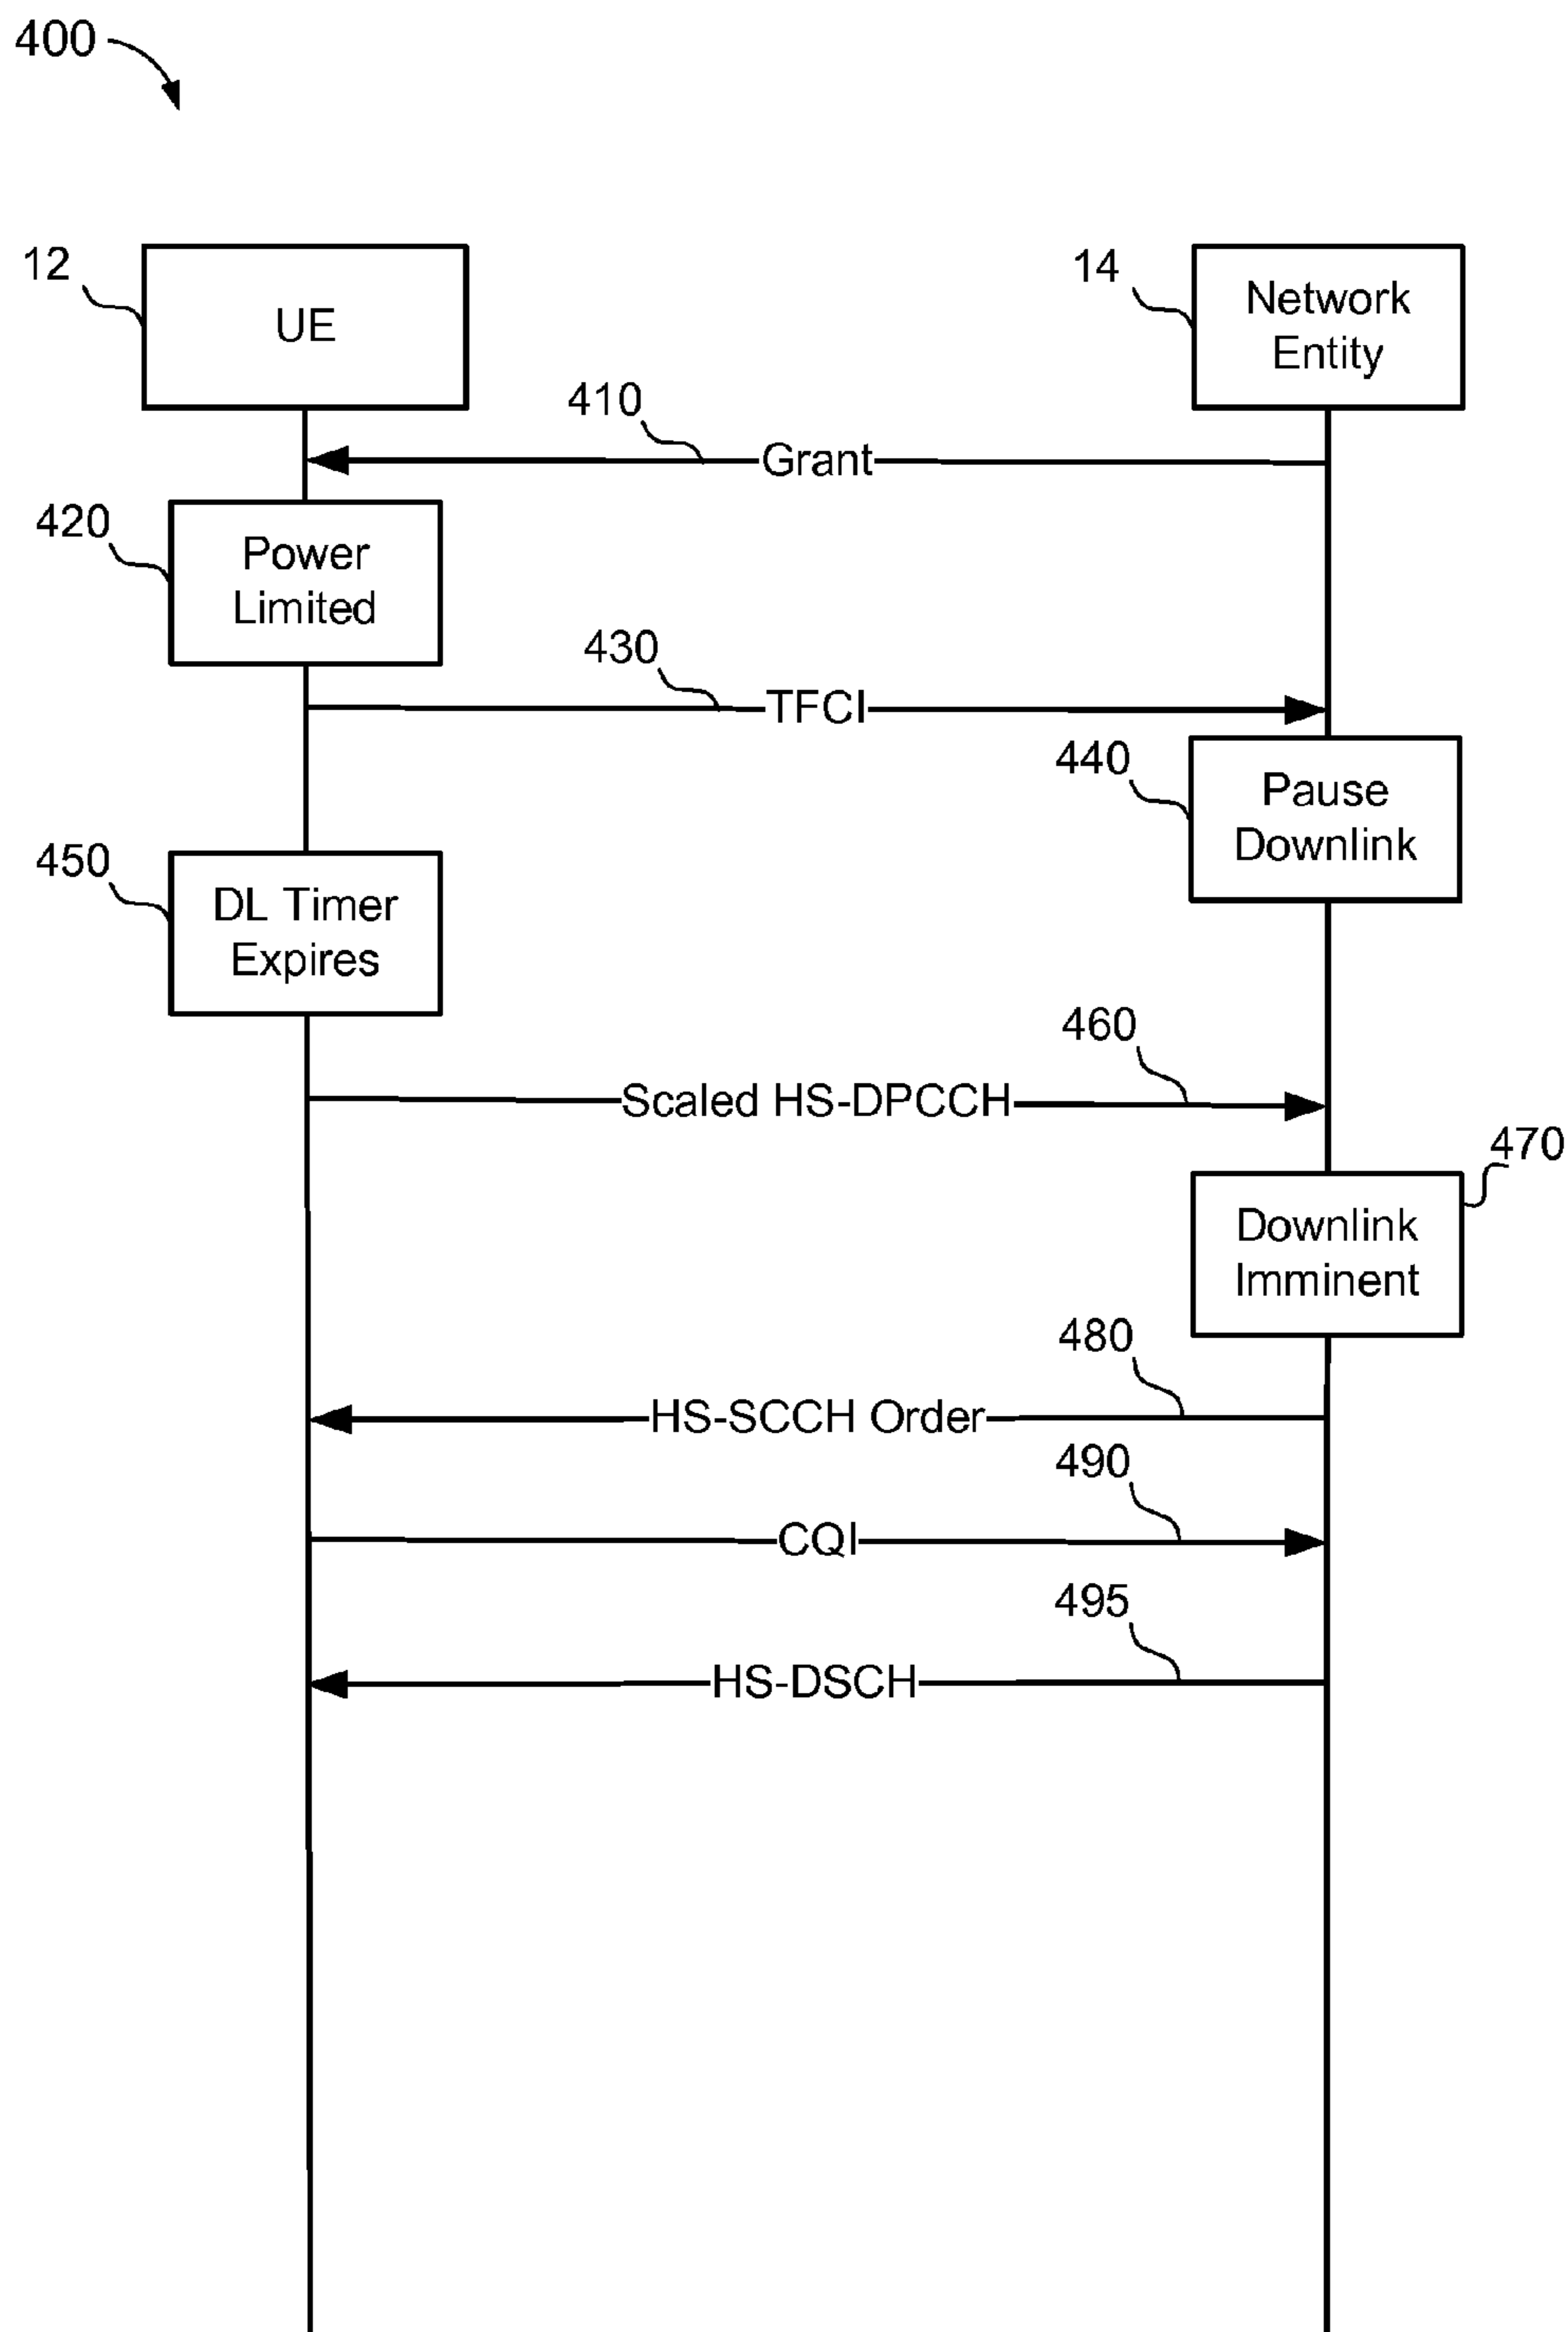 400
12
UE
14
Network
Entity
410
Grant
420
Power
Limited
430
TFCI
440
Pause
Downlink
450
DL Timer
Expires
460
Scaled HS-DPCCH
470
Downlink
Imminent
480
HS-SCCH Order
490
CQI
495
HS-DSCH